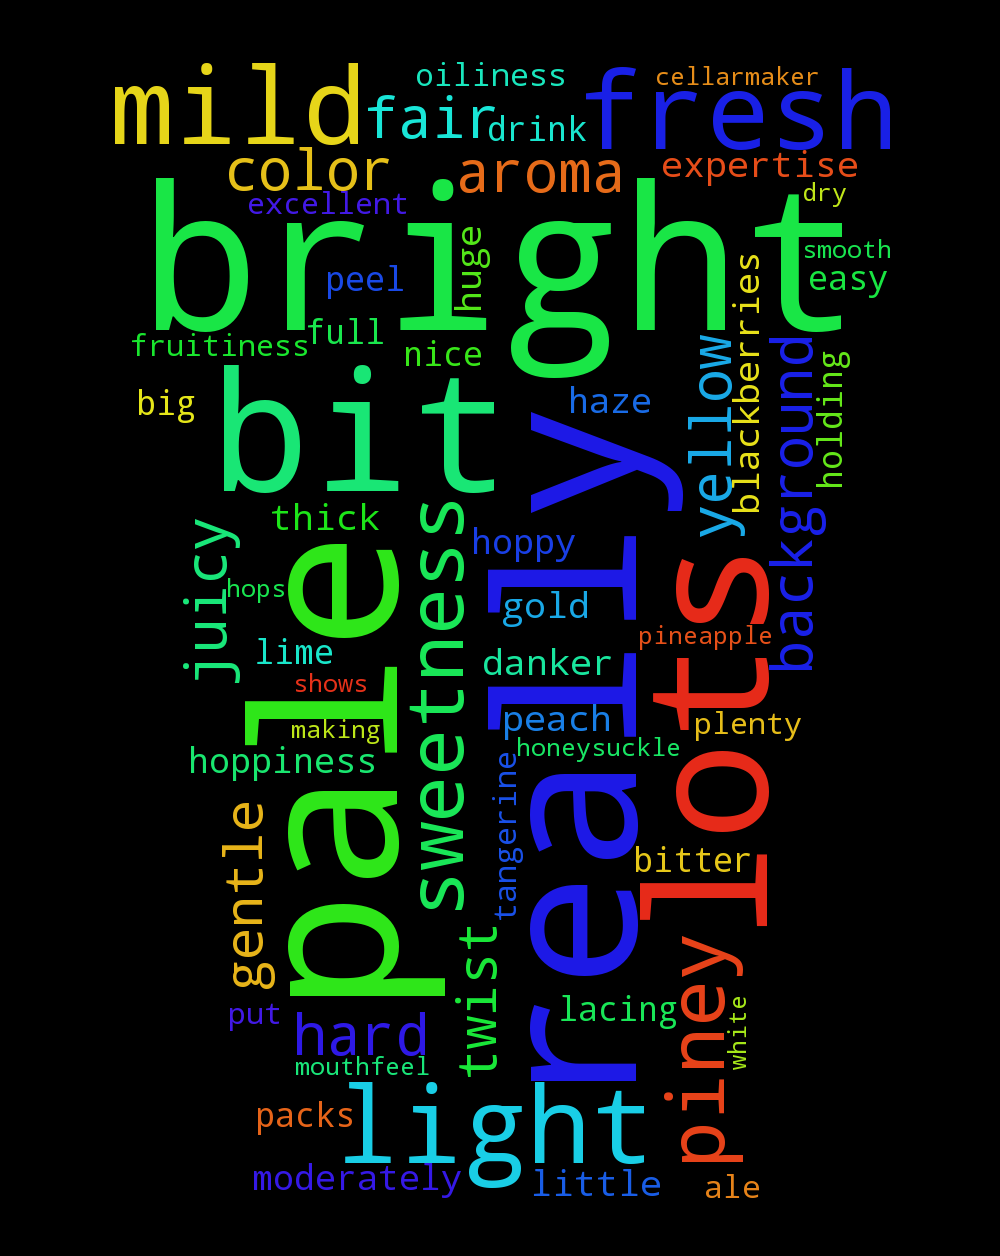 oiliness
cellarmaker
mild
fair
drink
fresh
color
aroma
expertise
excellent
dry
bright
huge
smooth
peel
easy
fruitiness
full
nice
big
bit
haze
yellow
blackberries
background
holding
thick
sweetness
hoppy
juicy
hops
gold
lots
pale
really
lime
danker
pineapple
shows
making
peach
plenty
honeysuckle
hoppiness
tangerine
gentle
bitter
twist
piney
put
hard
lacing
white
mouthfeel
packs
light
moderately
little
ale